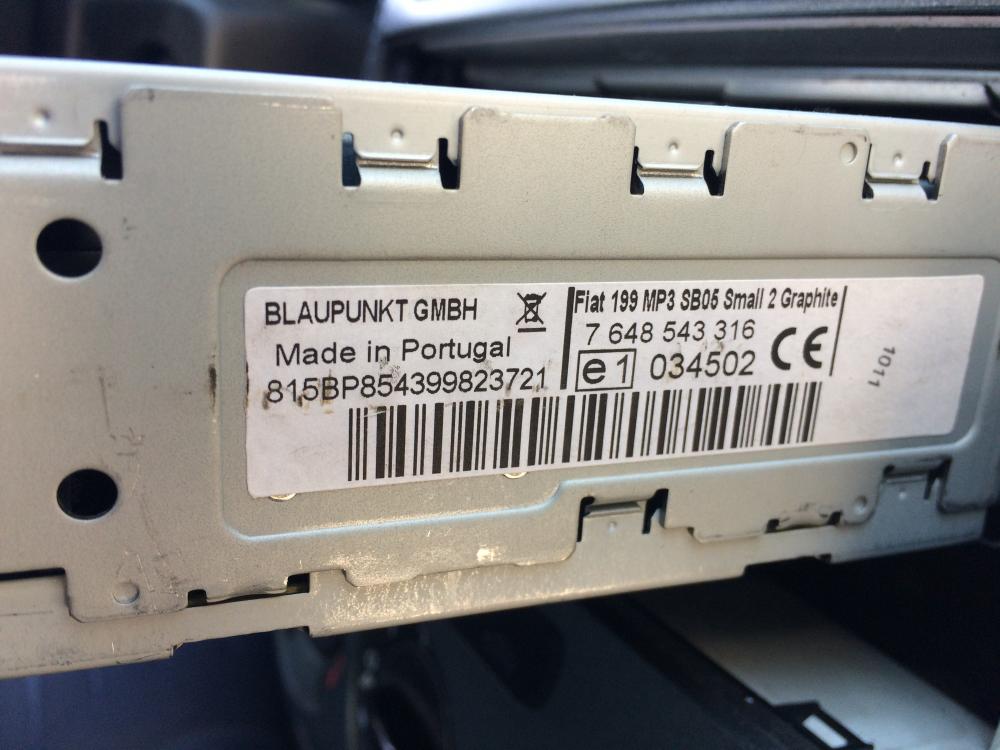 BLAUPUNKT GMBH
Made in Portugal
815BP854399823721
Fiat 199 MP3 SB05 Small 2 Graphite
7 648 543 316
e1 034502 CE
1011